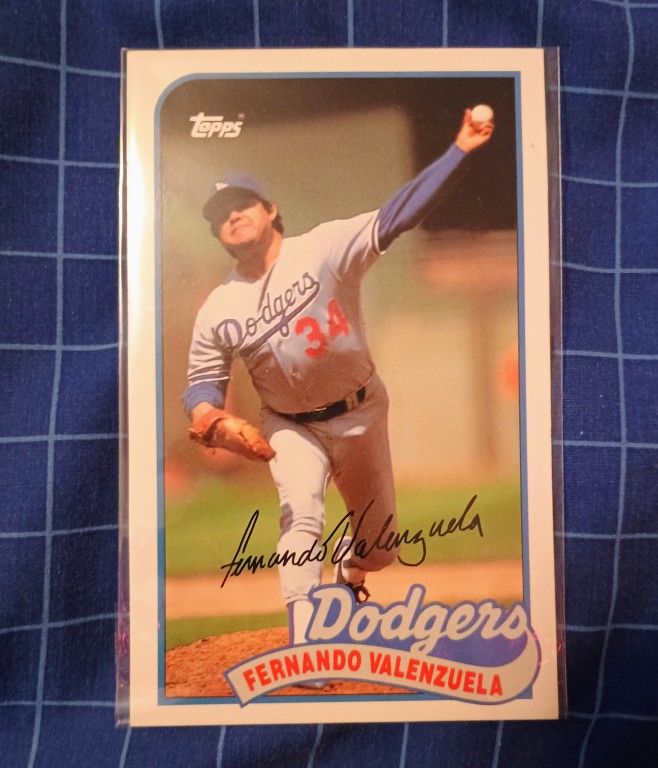 Topps
Dodgers
34
Fernando Valenzuela
Dodgers
FERNANDO VALENZUELA